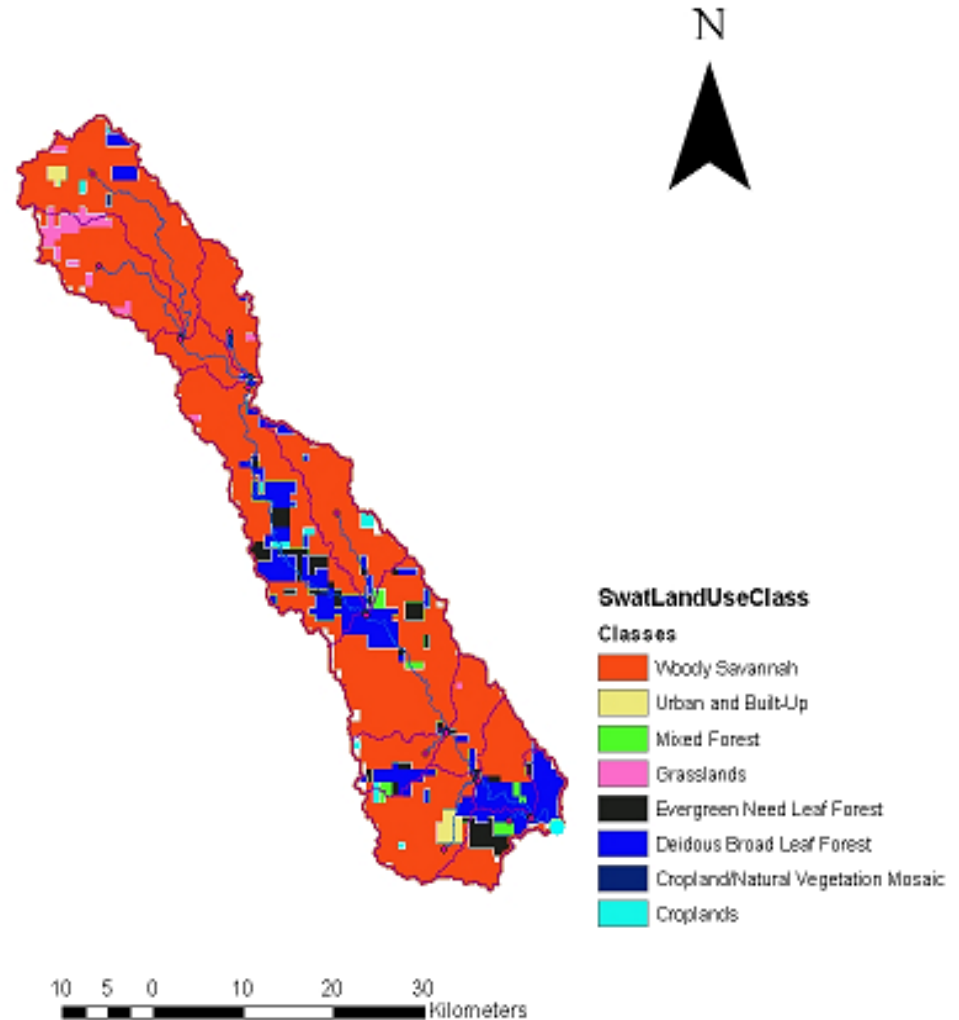 N
SwatLandUseClass
Classes
Woody Savannah
Urban and Built-Up
Mixed Forest
Grasslands
Evergreen Need Leaf Forest
Deidous Broad Leaf Forest
Cropland/Natural Vegetation Mosaic
Croplands
10 5 0 10 20 30
Kilometers